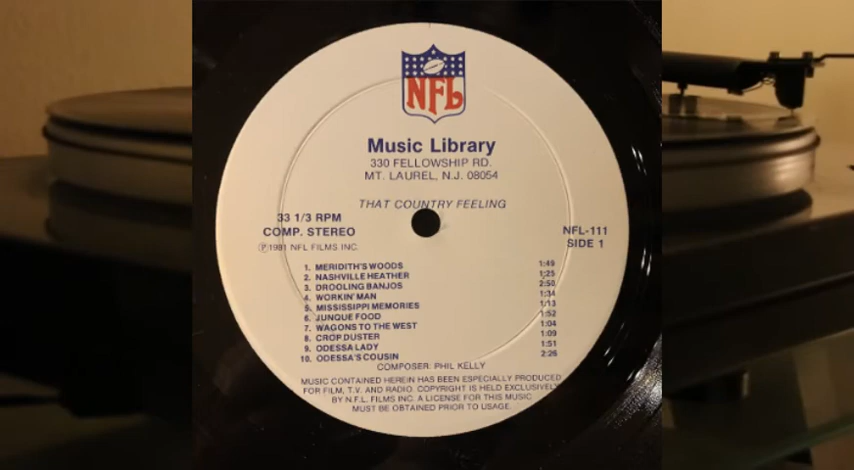 NFL
Music Library
330 FELLOWSHIP RD.
MT. LAUREL, N.J. 08054
THAT COUNTRY FEELING
33 1/3 RPM
COMP. STEREO
Ⓟ1981 NFL FILMS INC.
NFL-111
SIDE 1
1. MERIDITH'S WOODS 1:49
2. NASHVILLE HEATHER 1:25
3. DROOLING BANJOS 2:50
4. WORKIN' MAN 1:34
5. MISSISSIPPI MEMORIES 1:13
6. JUNQUE FOOD 1:52
7. WAGONS TO THE WEST 1:04
8. CROP DUSTER 1:09
9. ODESSA LADY 1:51
10. ODESSA'S COUSIN 2:26
COMPOSER: PHIL KELLY
MUSIC CONTAINED HEREIN HAS BEEN ESPECIALLY PRODUCED
FOR FILM, T.V. AND RADIO. COPYRIGHT IS HELD EXCLUSIVELY
BY N.F.L. FILMS INC. A LICENSE FOR THIS MUSIC
MUST BE OBTAINED PRIOR TO USAGE.